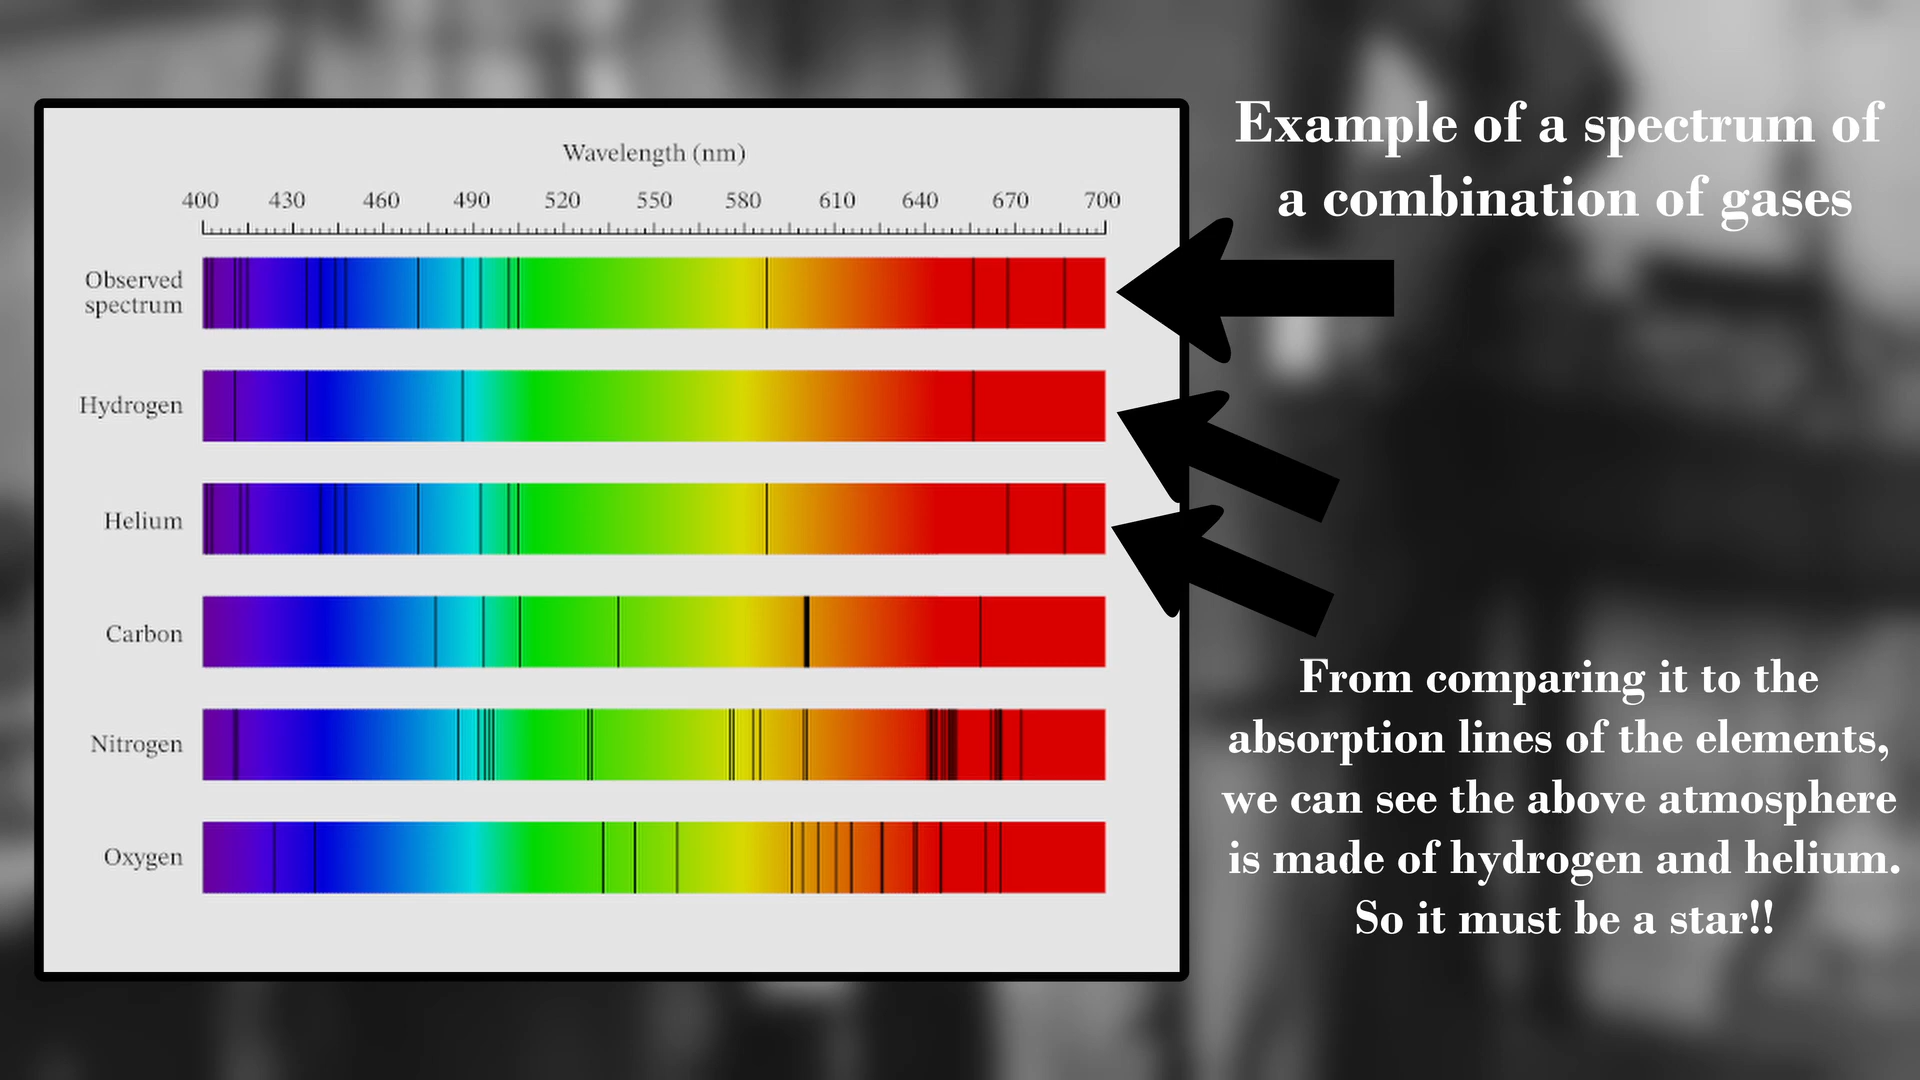 Example of a spectrum of
a combination of gases
Wavelength (nm)
400 430 460 490 520 550 580 610 640 670 700
Observed
spectrum
Hydrogen
Helium
Carbon
Nitrogen
Oxygen
From comparing it to the
absorption lines of the elements,
we can see the above atmosphere
is made of hydrogen and helium.
So it must be a star!!